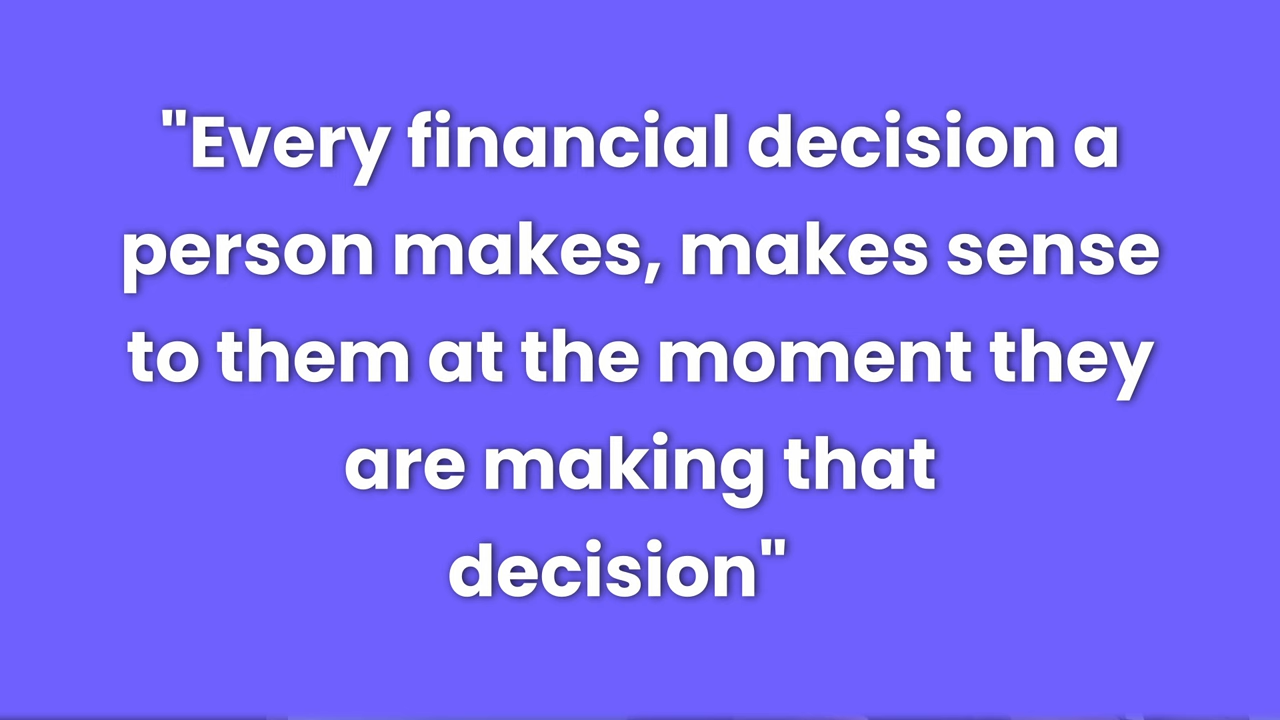 "Every financial decision a
person makes, makes sense
to them at the moment they
are making that
decision"